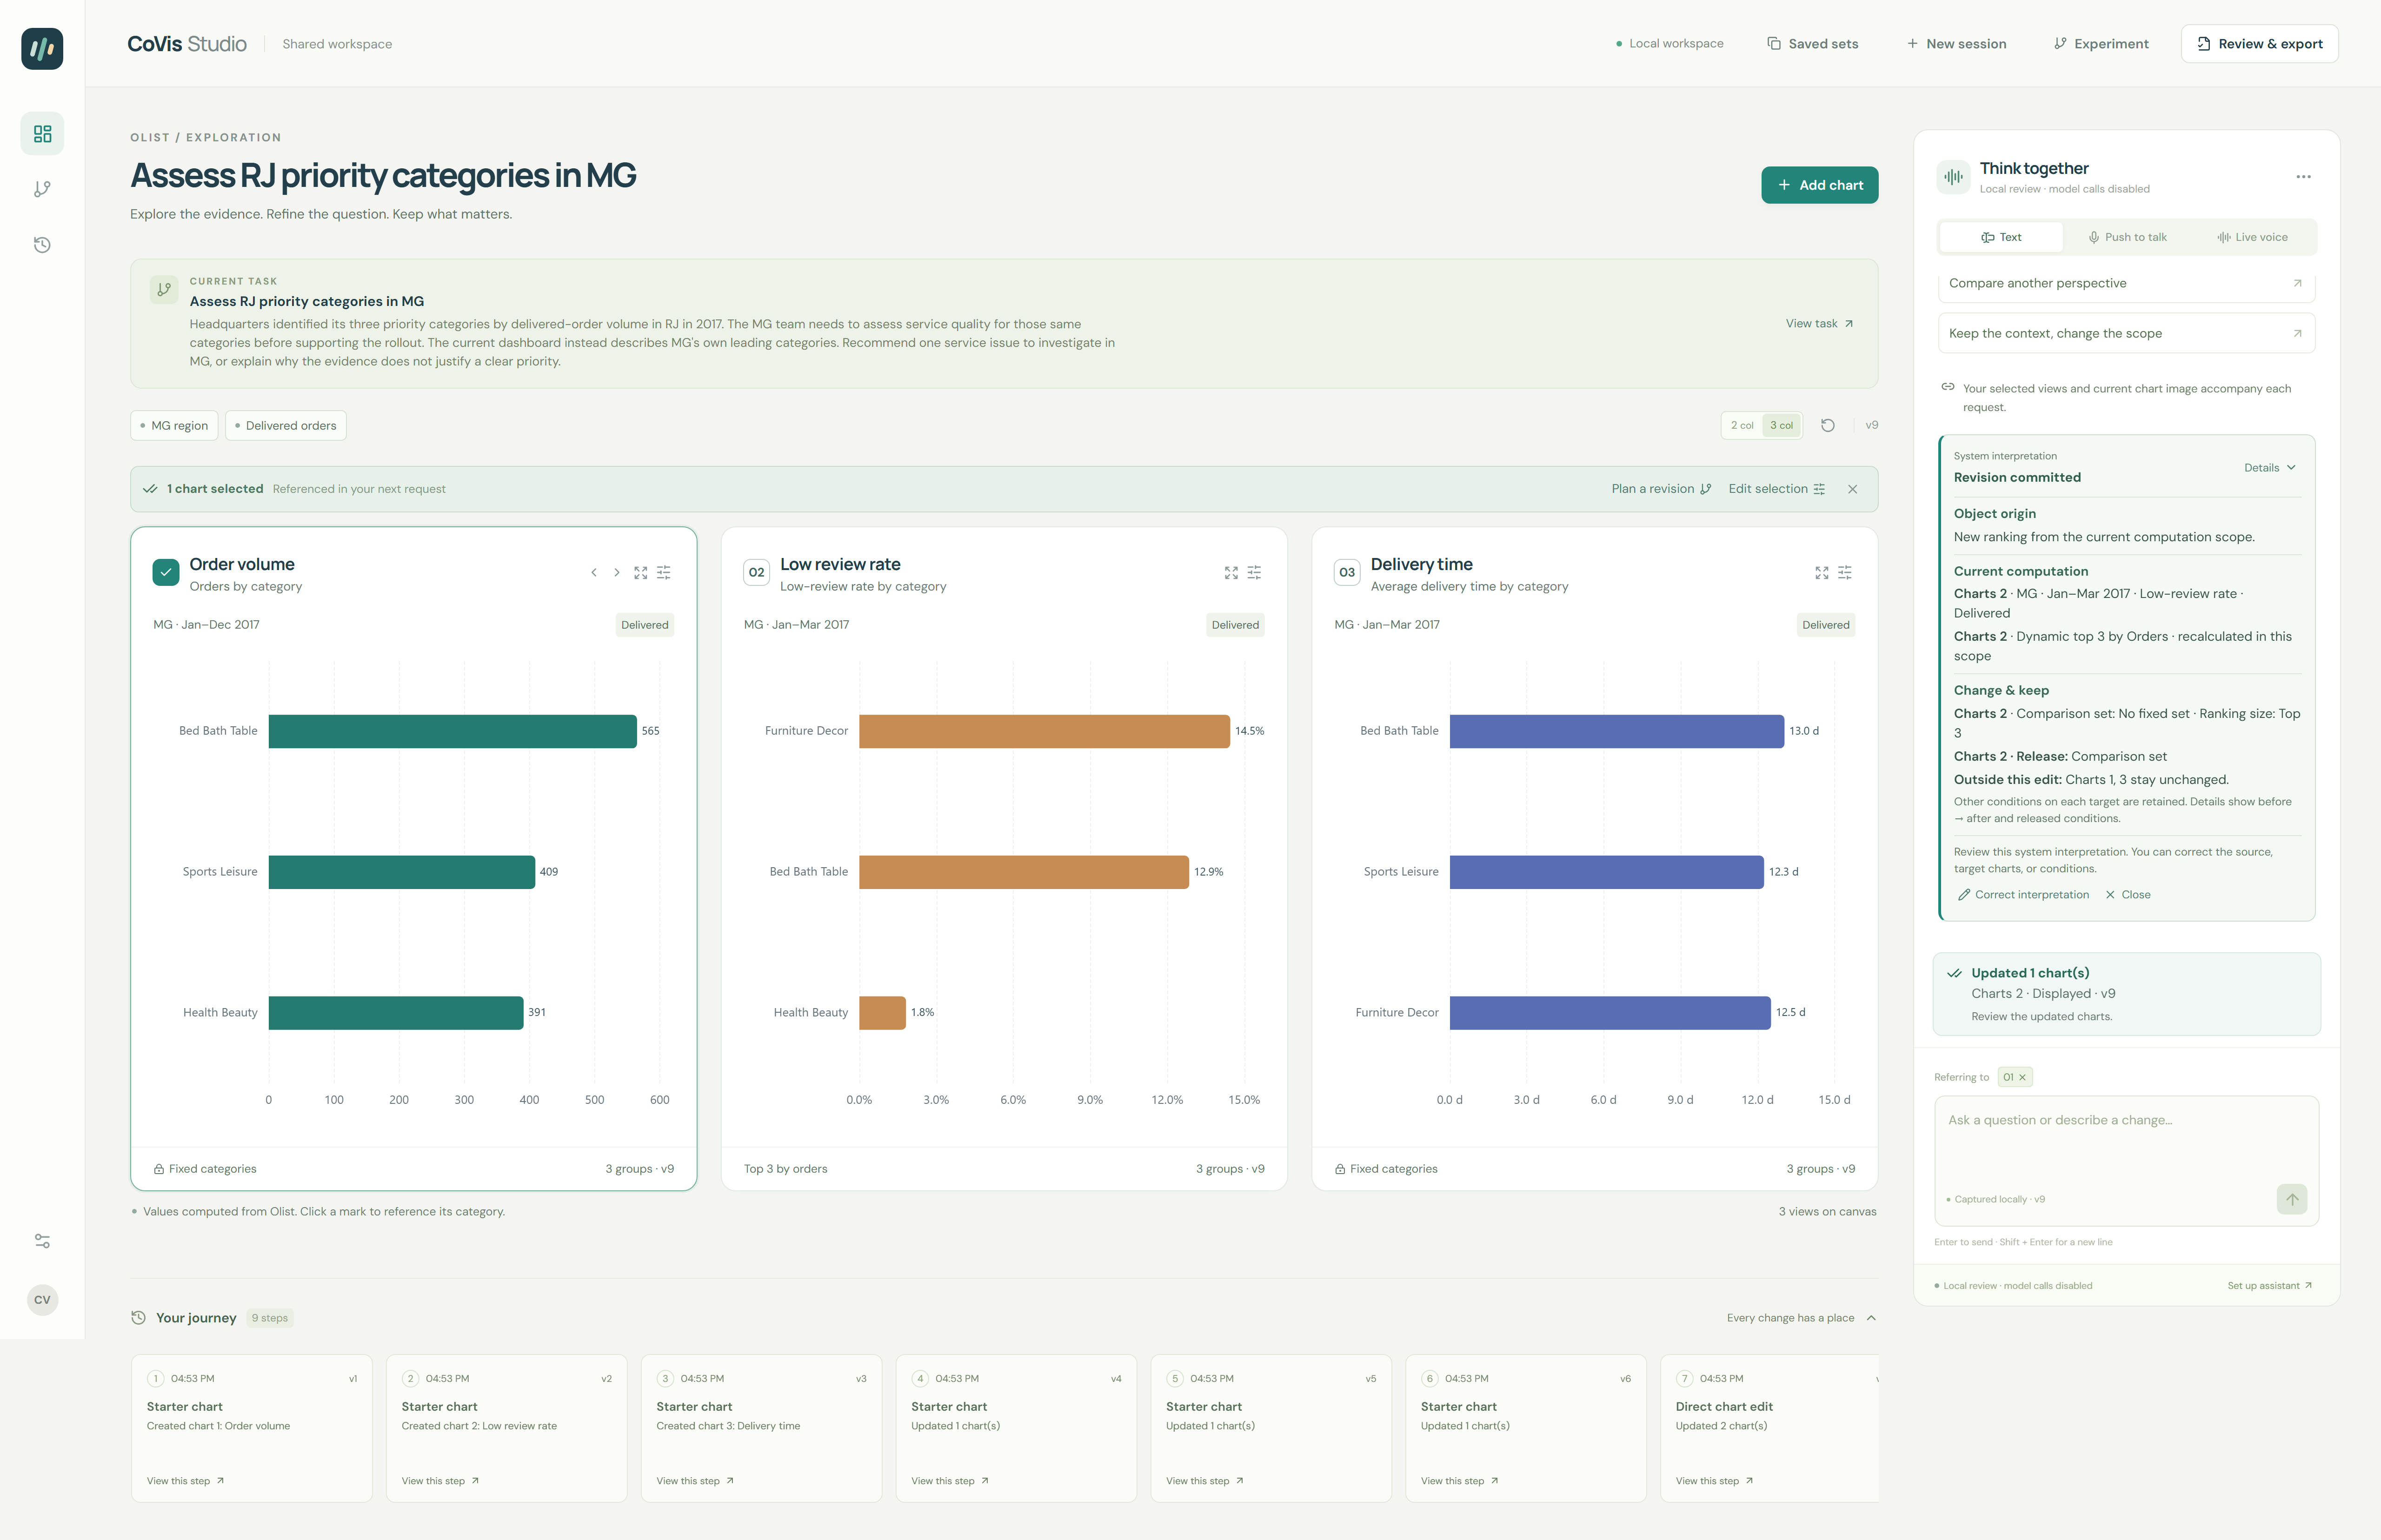 CoVis Studio
Shared workspace
Local workspace
Saved sets
New session
Experiment
Review & export
OLIST / EXPLORATION
Assess RJ priority categories in MG
Explore the evidence. Refine the question. Keep what matters.
Add chart
CURRENT TASK
Assess RJ priority categories in MG
Headquarters identified its three priority categories by delivered-order volume in RJ in 2017. The MG team needs to assess service quality for those same
categories before supporting the rollout. The current dashboard instead describes MG's own leading categories. Recommend one service issue to investigate in
MG, or explain why the evidence does not justify a clear priority.
View task
MG region
Delivered orders
2 col
3 col
v9
1 chart selected
Referenced in your next request
Plan a revision
Edit selection
Order volume
Orders by category
MG · Jan–Dec 2017
Delivered
Bed Bath Table
565
Sports Leisure
409
Health Beauty
391
0 100 200 300 400 500 600
Fixed categories
3 groups · v9
02
Low review rate
Low-review rate by category
MG · Jan–Mar 2017
Delivered
Furniture Decor
14.5%
Bed Bath Table
12.9%
Health Beauty
1.8%
0.0% 3.0% 6.0% 9.0% 12.0% 15.0%
Top 3 by orders
3 groups · v9
03
Delivery time
Average delivery time by category
MG · Jan–Mar 2017
Delivered
Bed Bath Table
13.0 d
Sports Leisure
12.3 d
Furniture Decor
12.5 d
0.0 d 3.0 d 6.0 d 9.0 d 12.0 d 15.0 d
Fixed categories
3 groups · v9
Values computed from Olist. Click a mark to reference its category.
3 views on canvas
Your journey
9 steps
Every change has a place
1 04:53 PM v1
Starter chart
Created chart 1: Order volume
View this step
2 04:53 PM v2
Starter chart
Created chart 2: Low review rate
View this step
3 04:53 PM v3
Starter chart
Created chart 3: Delivery time
View this step
4 04:53 PM v4
Starter chart
Updated 1 chart(s)
View this step
5 04:53 PM v5
Starter chart
Updated 1 chart(s)
View this step
6 04:53 PM v6
Starter chart
Updated 1 chart(s)
View this step
7 04:53 PM
Direct chart edit
Updated 2 chart(s)
View this step
CV
Think together
Local review · model calls disabled
Text
Push to talk
Live voice
Compare another perspective
Keep the context, change the scope
Your selected views and current chart image accompany each
request.
System interpretation
Revision committed
Details
Object origin
New ranking from the current computation scope.
Current computation
Charts 2 · MG · Jan–Mar 2017 · Low-review rate ·
Delivered
Charts 2 · Dynamic top 3 by Orders · recalculated in this
scope
Change & keep
Charts 2 · Comparison set: No fixed set · Ranking size: Top
3
Charts 2 · Release: Comparison set
Outside this edit: Charts 1, 3 stay unchanged.
Other conditions on each target are retained. Details show before
→ after and released conditions.
Review this system interpretation. You can correct the source,
target charts, or conditions.
Correct interpretation
Close
Updated 1 chart(s)
Charts 2 · Displayed · v9
Review the updated charts.
Referring to
01
Ask a question or describe a change...
Captured locally · v9
Enter to send · Shift + Enter for a new line
Local review · model calls disabled
Set up assistant